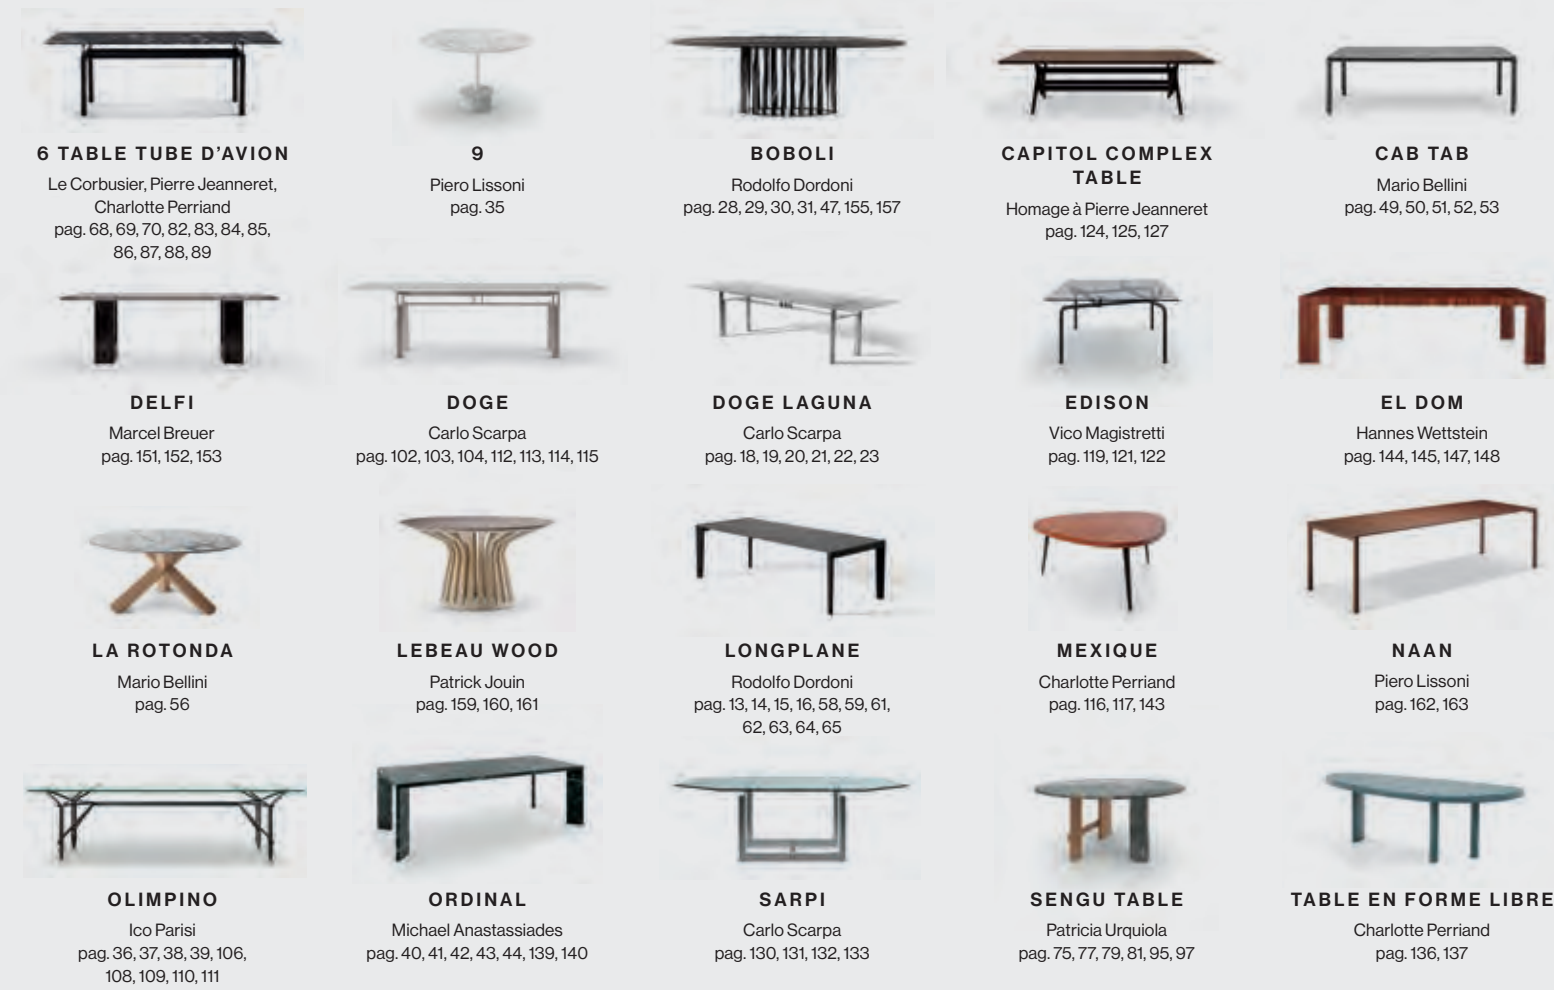 6 TABLE TUBE D’AVION
Le Corbusier, Pierre Jeanneret,
Charlotte Perriand
pag. 68, 69, 70, 82, 83, 84, 85,
86, 87, 88, 89
9
Piero Lissoni
pag. 35
BOBOLI
Rodolfo Dordoni
pag. 28, 29, 30, 31, 47, 155, 157
CAPITOL COMPLEX
TABLE
Homage à Pierre Jeanneret
pag. 124, 125, 127
CAB TAB
Mario Bellini
pag. 49, 50, 51, 52, 53
DELFI
Marcel Breuer
pag. 151, 152, 153
DOGE
Carlo Scarpa
pag. 102, 103, 104, 112, 113, 114, 115
DOGE LAGUNA
Carlo Scarpa
pag. 18, 19, 20, 21, 22, 23
EDISON
Vico Magistretti
pag. 119, 121, 122
EL DOM
Hannes Wettstein
pag. 144, 145, 147, 148
LA ROTONDA
Mario Bellini
pag. 56
LEBEAU WOOD
Patrick Jouin
pag. 159, 160, 161
LONGPLANE
Rodolfo Dordoni
pag. 13, 14, 15, 16, 58, 59, 61,
62, 63, 64, 65
MEXIQUE
Charlotte Perriand
pag. 116, 117, 143
NAAN
Piero Lissoni
pag. 162, 163
OLIMPINO
Ico Parisi
pag. 36, 37, 38, 39, 106,
108, 109, 110, 111
ORDINAL
Michael Anastassiades
pag. 40, 41, 42, 43, 44, 139, 140
SARPI
Carlo Scarpa
pag. 130, 131, 132, 133
SENGU TABLE
Patricia Urquiola
pag. 75, 77, 79, 81, 95, 97
TABLE EN FORME LIBRE
Charlotte Perriand
pag. 136, 137